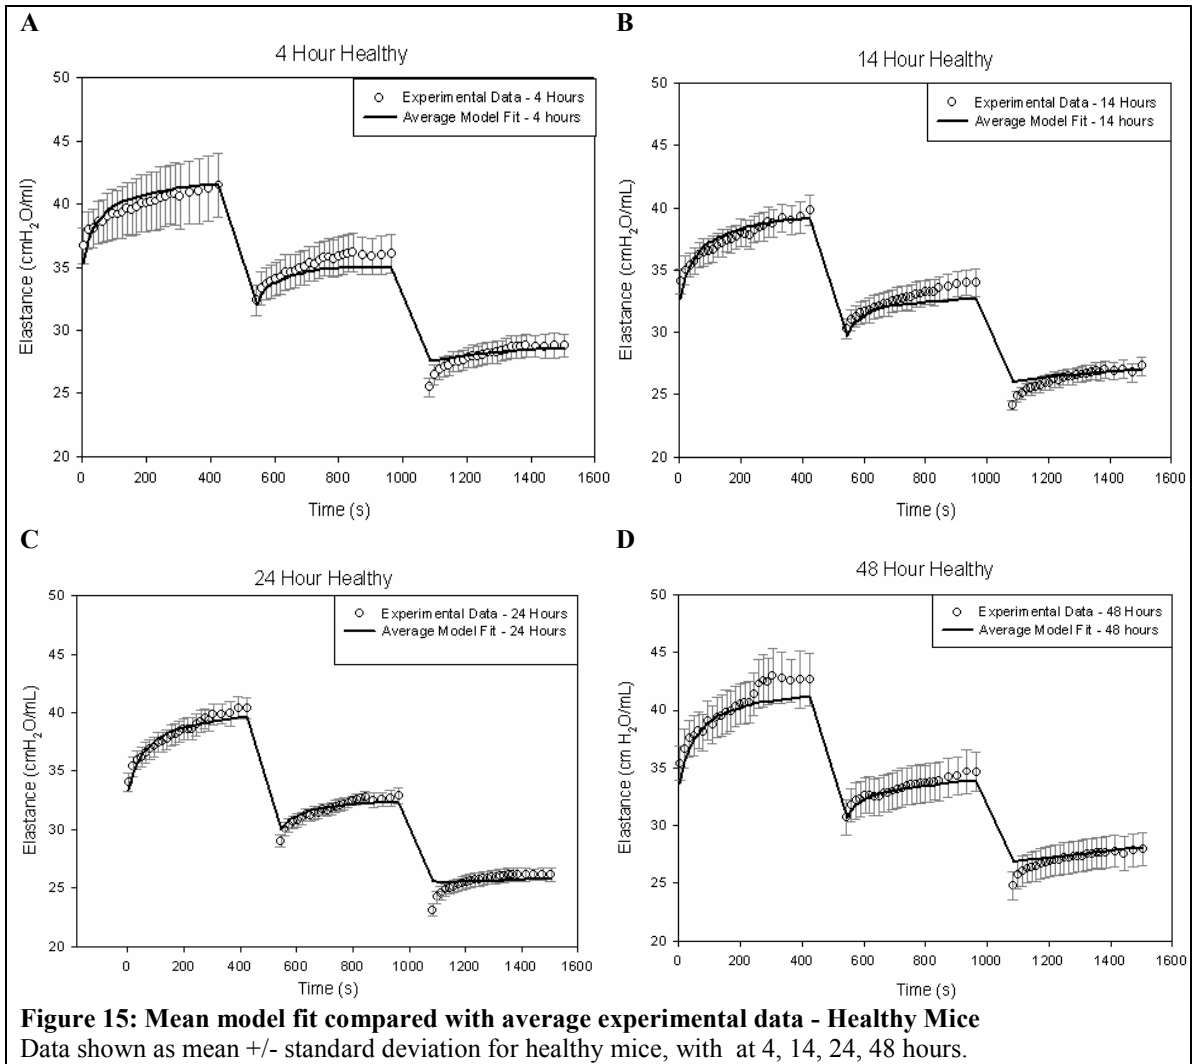 A
4 Hour Healthy
50
45
40
35
30
25
20
Elastance (cmH2O/ml)
Experimental Data - 4 Hours
Average Model Fit - 4 hours
0 200 400 600 800 1000 1200 1400 1600
Time (s)
B
14 Hour Healthy
50
45
40
35
30
25
20
Elastance (cmH2O/mL)
Experimental Data - 14 Hours
Average Model Fit - 14 hours
0 200 400 600 800 1000 1200 1400 1600
Time (s)
C
24 Hour Healthy
50
45
40
35
30
25
20
Elastance (cmH2O/mL)
Experimental Data - 24 Hours
Average Model Fit - 24 Hours
0 200 400 600 800 1000 1200 1400 1600
Time (s)
D
48 Hour Healthy
50
45
40
35
30
25
20
Elastance (cm H2O/mL)
Experimental Data - 48 Hours
Average Model Fit - 48 hours
0 200 400 600 800 1000 1200 1400 1600
Time (s)
Figure 15: Mean model fit compared with average experimental data - Healthy Mice
Data shown as mean +/- standard deviation for healthy mice, with  at 4, 14, 24, 48 hours.